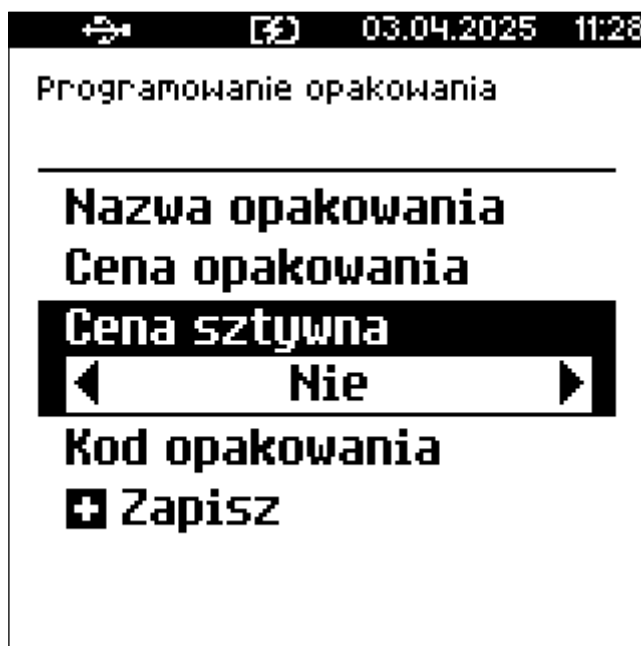 03.04.2025 11:28
Programowanie opakowania
Nazwa opakowania
Cena opakowania
Cena sztywna
Nie
Kod opakowania
Zapisz